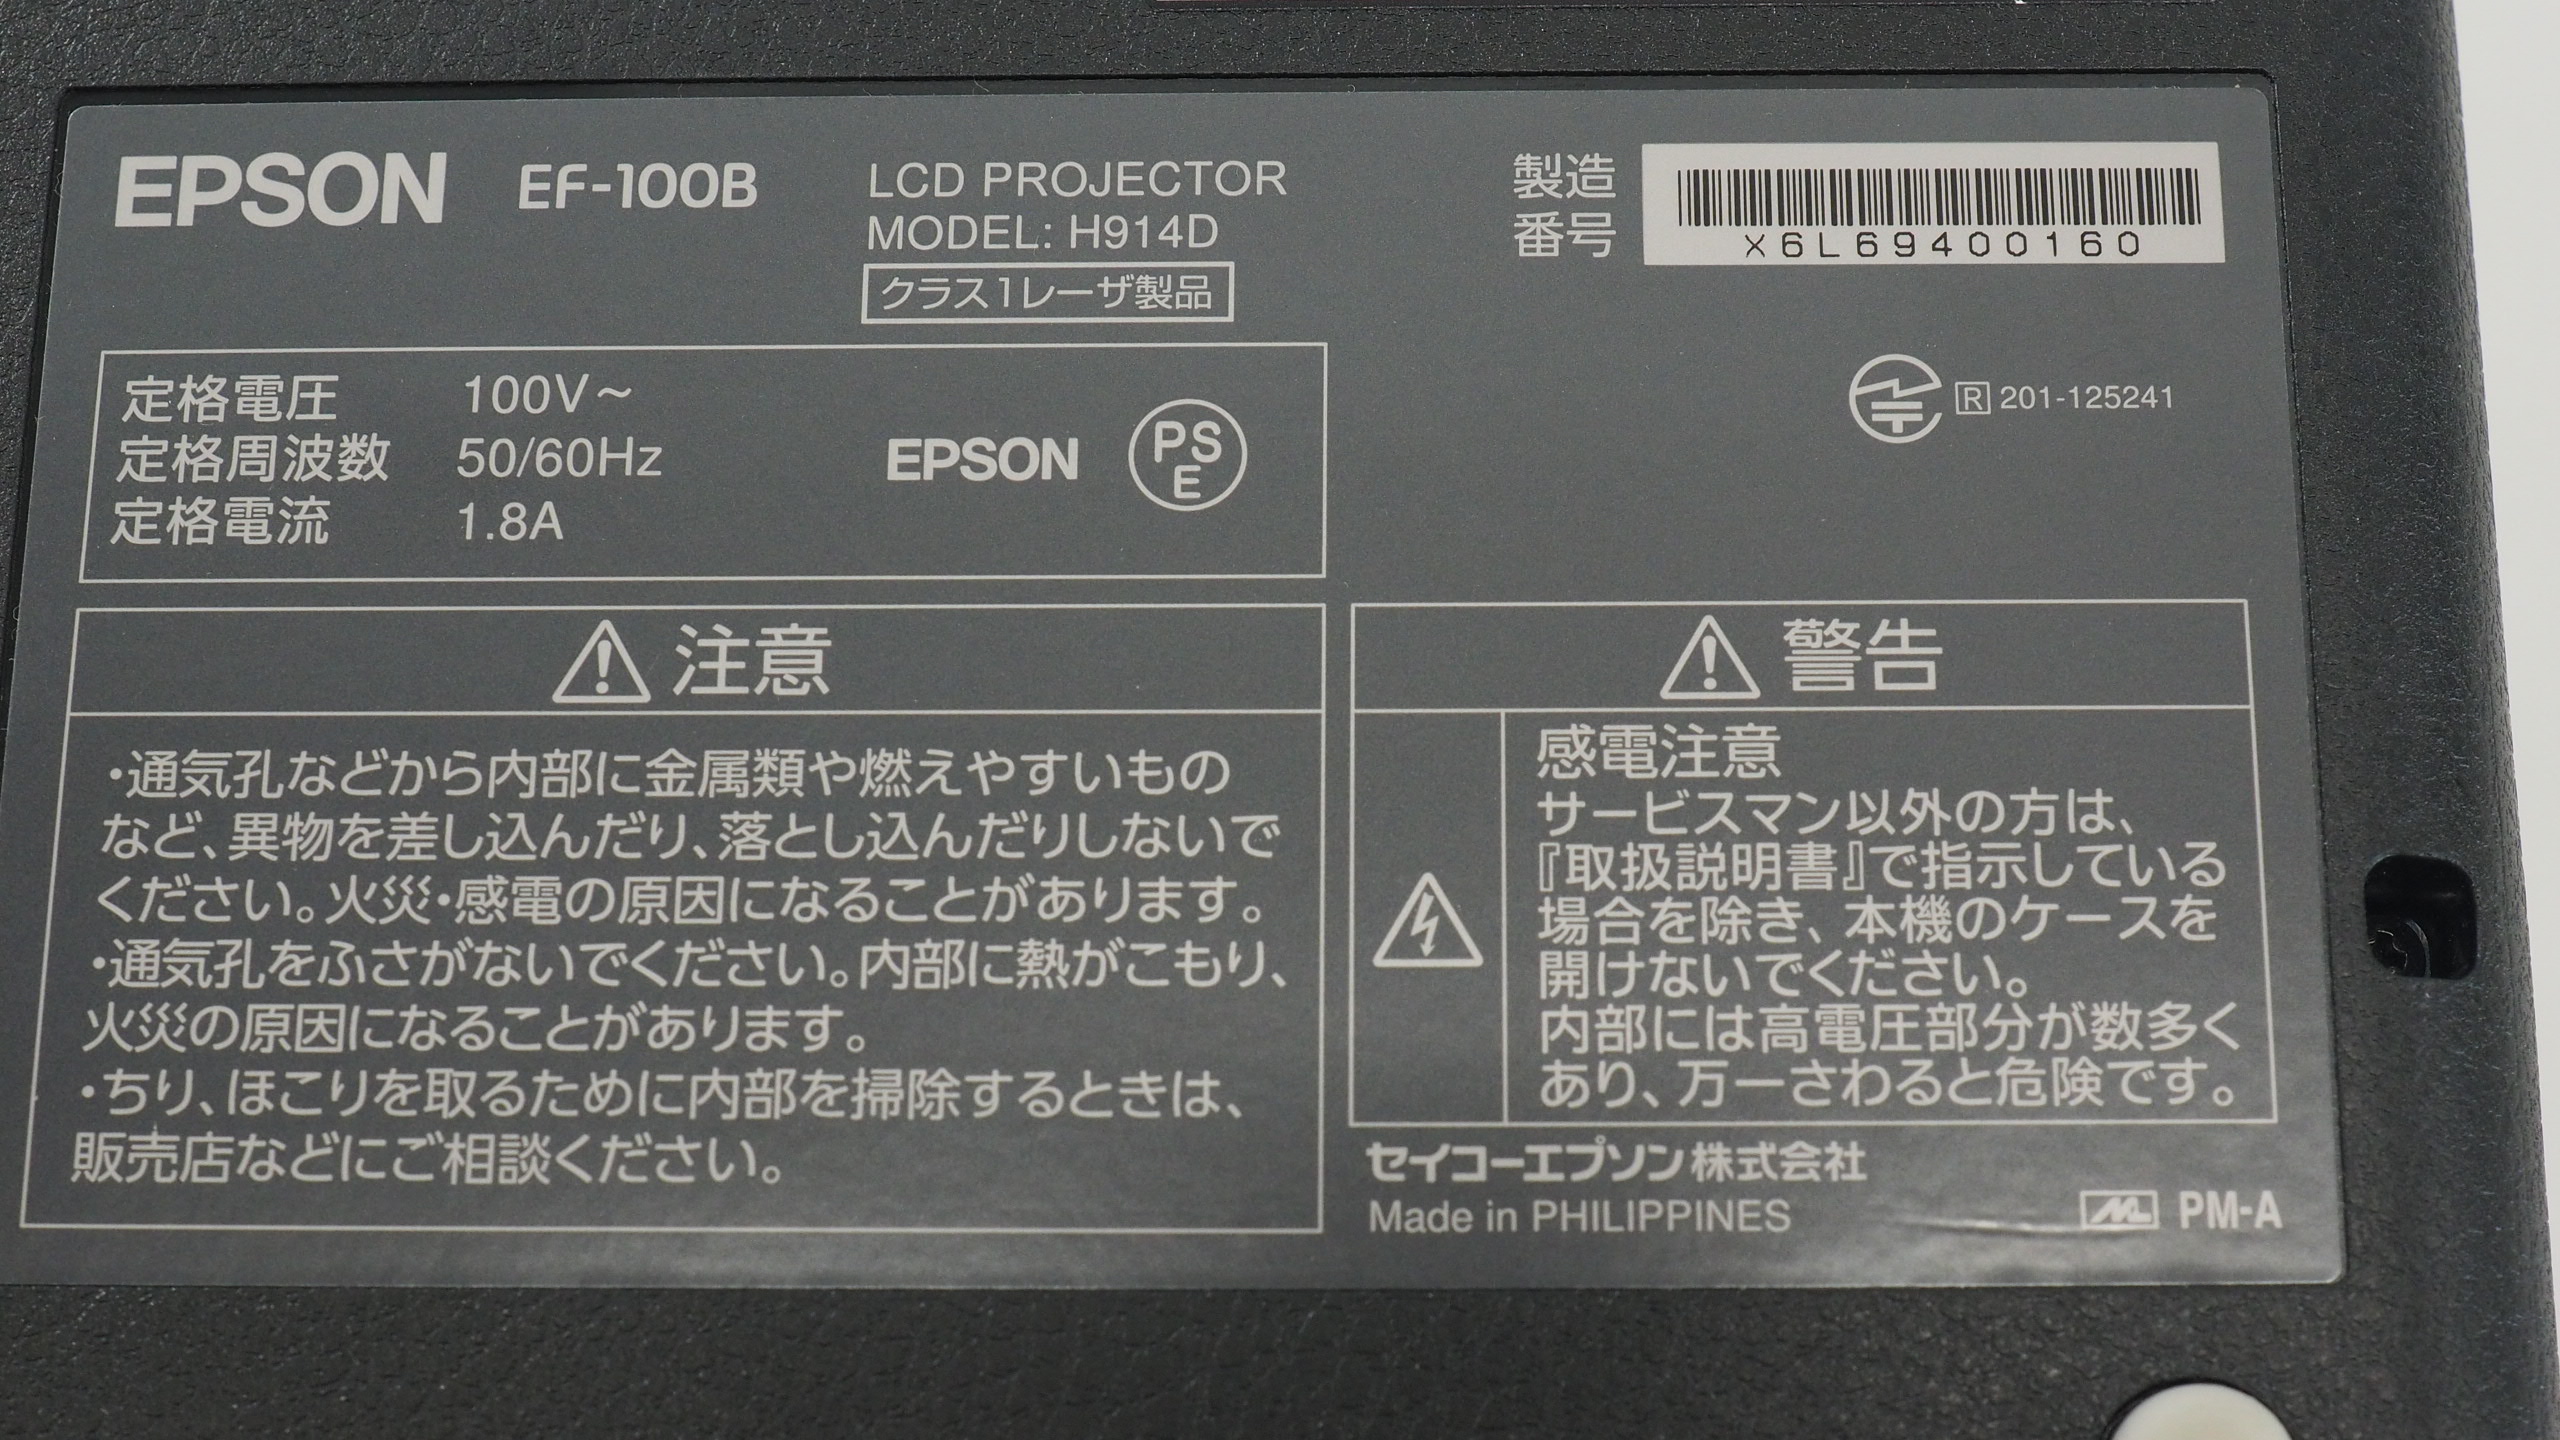 EPSON EF-100B
LCD PROJECTOR
MODEL: H914D
クラス1レーザ製品
製造
番号
X6L69400160
定格電圧 100V~
定格周波数 50/60Hz
定格電流 1.8A
EPSON
PS
E
R 201-125241
注意
・通気孔などから内部に金属類や燃えやすいもの
など、異物を差し込んだり、落とし込んだりしないで
ください。火災・感電の原因になることがあります。
・通気孔をふさがないでください。内部に熱がこもり、
火災の原因になることがあります。
・ちり、ほこりを取るために内部を掃除するときは、
販売店などにご相談ください。
警告
感電注意
サービスマン以外の方は、
『取扱説明書』で指示している
場合を除き、本機のケースを
開けないでください。
内部には高電圧部分が数多く
あり、万一さわると危険です。
セイコーエプソン株式会社
Made in PHILIPPINES
ML PM-A